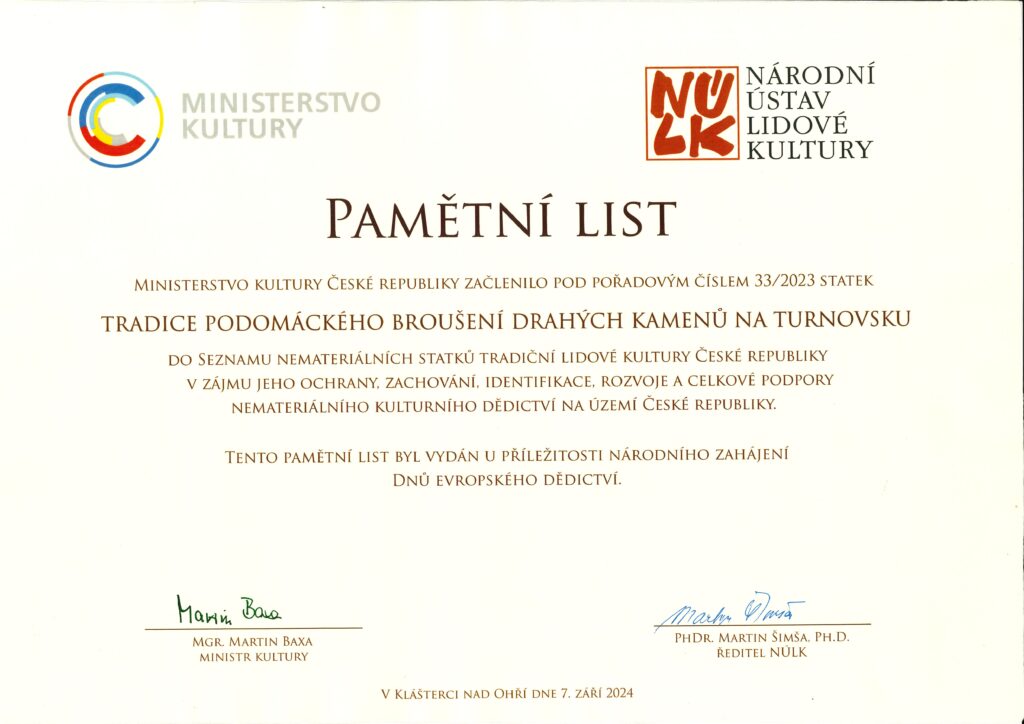 MINISTERSTVO
KULTURY
NÚLK
NÁRODNÍ
ÚSTAV
LIDOVÉ
KULTURY
PAMĚTNÍ LIST
MINISTERSTVO KULTURY ČESKÉ REPUBLIKY ZAČLENILO POD POŘADOVÝM ČÍSLEM 33/2023 STATEK
TRADICE PODOMÁCKÉHO BROUŠENÍ DRAHÝCH KAMENŮ NA TURNOVSKU
DO SEZNAMU NEMATERIÁLNÍCH STATKŮ TRADIČNÍ LIDOVÉ KULTURY ČESKÉ REPUBLIKY
V ZÁJMU JEHO OCHRANY, ZACHOVÁNÍ, IDENTIFIKACE, ROZVOJE A CELKOVÉ PODPORY
NEMATERIÁLNÍHO KULTURNÍHO DĚDICTVÍ NA ÚZEMÍ ČESKÉ REPUBLIKY.
TENTO PAMĚTNÍ LIST BYL VYDÁN U PŘÍLEŽITOSTI NÁRODNÍHO ZAHÁJENÍ
DNŮ EVROPSKÉHO DĚDICTVÍ.
Martin Baxa
MGR. MARTIN BAXA
MINISTR KULTURY
Martin Šimša
PHDR. MARTIN ŠIMŠA, PH.D.
ŘEDITEL NÚLK
V KLÁŠTERCI NAD OHŘÍ DNE 7. ZÁŘÍ 2024